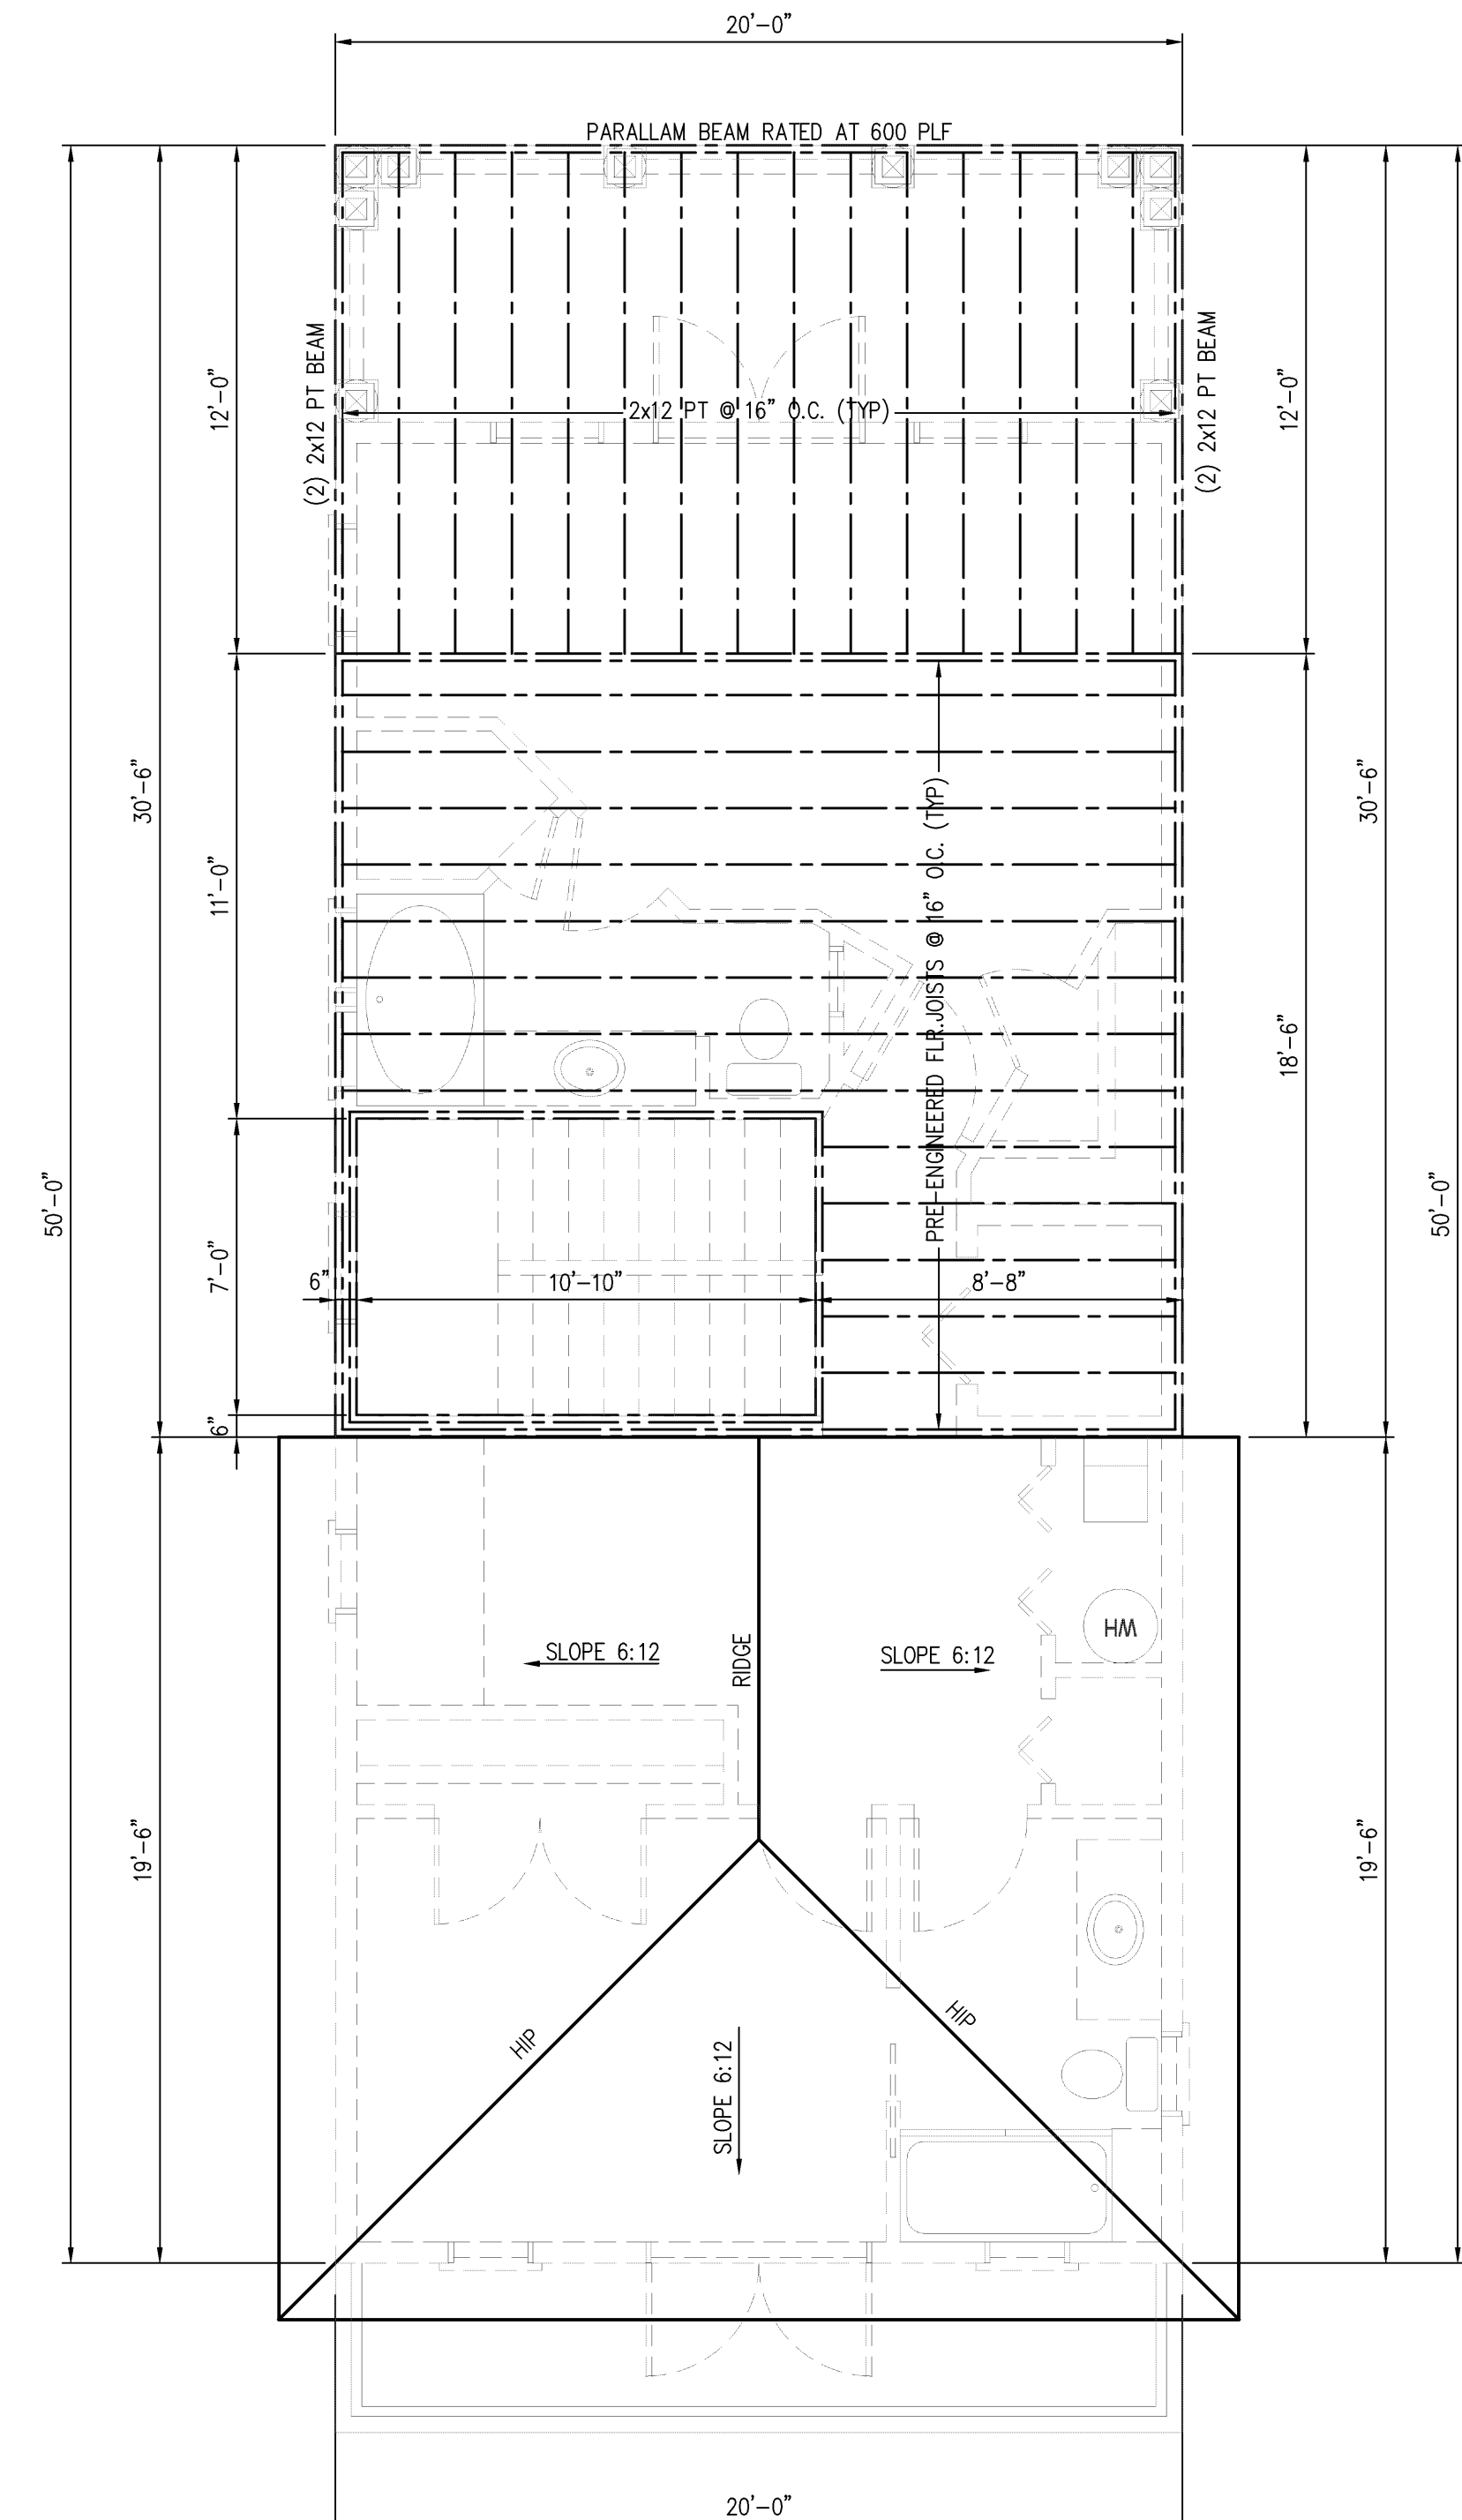 20'-0"
PARALLAM BEAM RATED AT 600 PLF
(2) 2x12 PT BEAM
(2) 2x12 PT BEAM
12'-0"
12'-0"
2x12 PT @ 16" O.C. (TYP)
30'-6"
30'-6"
11'-0"
PRE-ENGINEERED FLR.JOISTS @ 16" O.C. (TYP)
18'-6"
50'-0"
50'-0"
7'-0"
6"
10'-10"
8'-8"
6"
SLOPE 6:12
RIDGE
SLOPE 6:12
WH
19'-6"
19'-6"
HIP
HIP
SLOPE 6:12
20'-0"